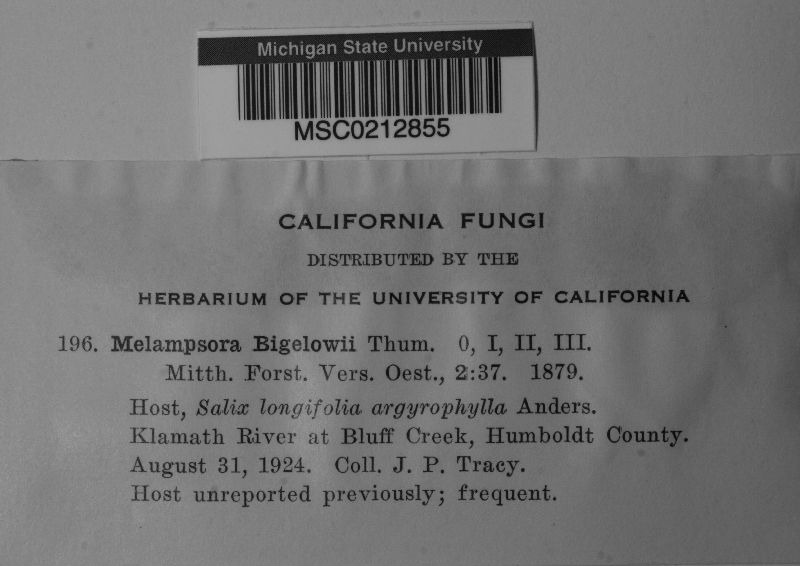 Michigan State University
MSC0212855
CALIFORNIA FUNGI
DISTRIBUTED BY THE
HERBARIUM OF THE UNIVERSITY OF CALIFORNIA
196. Melampsora Bigelowii Thum. 0, I, II, III.
Mitth. Forst. Vers. Oest., 2:37. 1879.
Host, Salix longifolia argyrophylla Anders.
Klamath River at Bluff Creek, Humboldt County.
August 31, 1924. Coll. J. P. Tracy.
Host unreported previously; frequent.